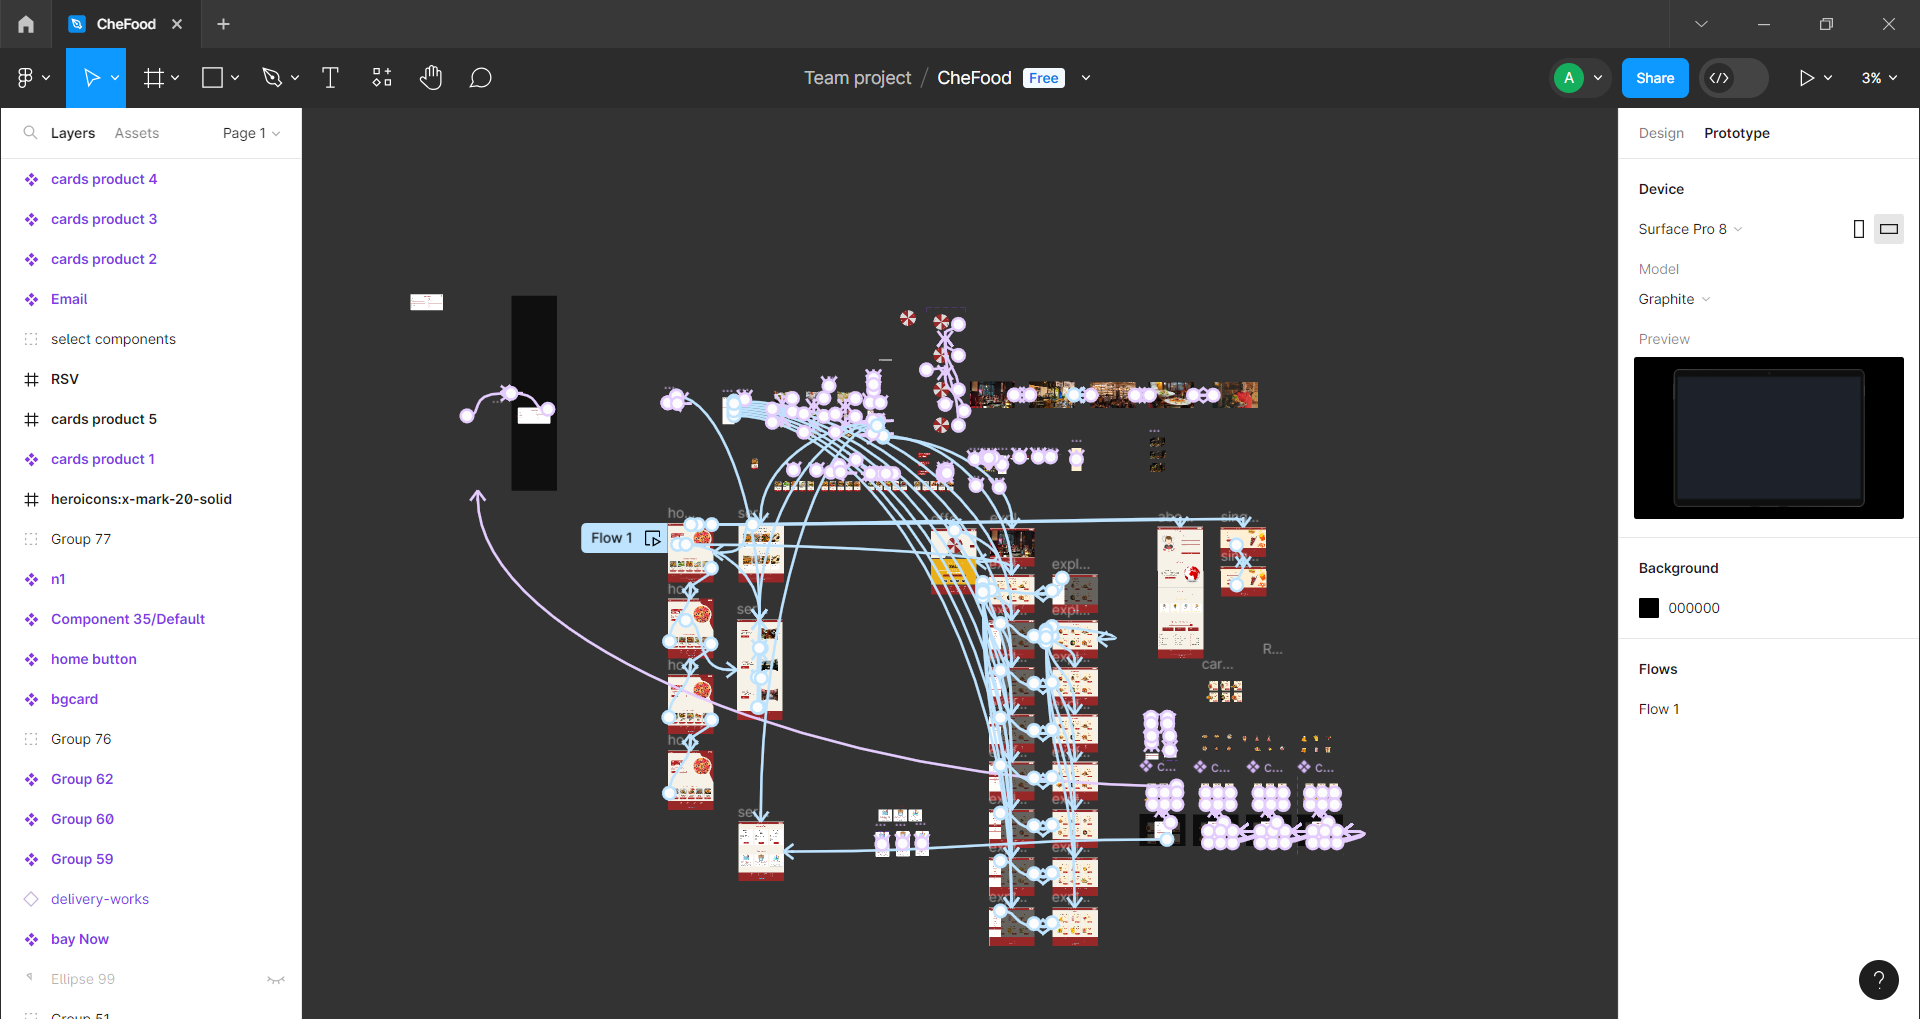 CheFood
Team project / CheFood Free
A
Share
3%
Layers
Assets
Page 1
cards product 4
cards product 3
cards product 2
Email
select components
RSV
cards product 5
cards product 1
heroicons:x-mark-20-solid
Group 77
n1
Component 35/Default
home button
bgcard
Group 76
Group 62
Group 60
Group 59
delivery-works
bay Now
Ellipse 99
Group 51
Flow 1
ho...
expl...
expl...
R...
car...
C...
C...
C...
C...
Design
Prototype
Device
Surface Pro 8
Model
Graphite
Preview
Background
000000
Flows
Flow 1
?